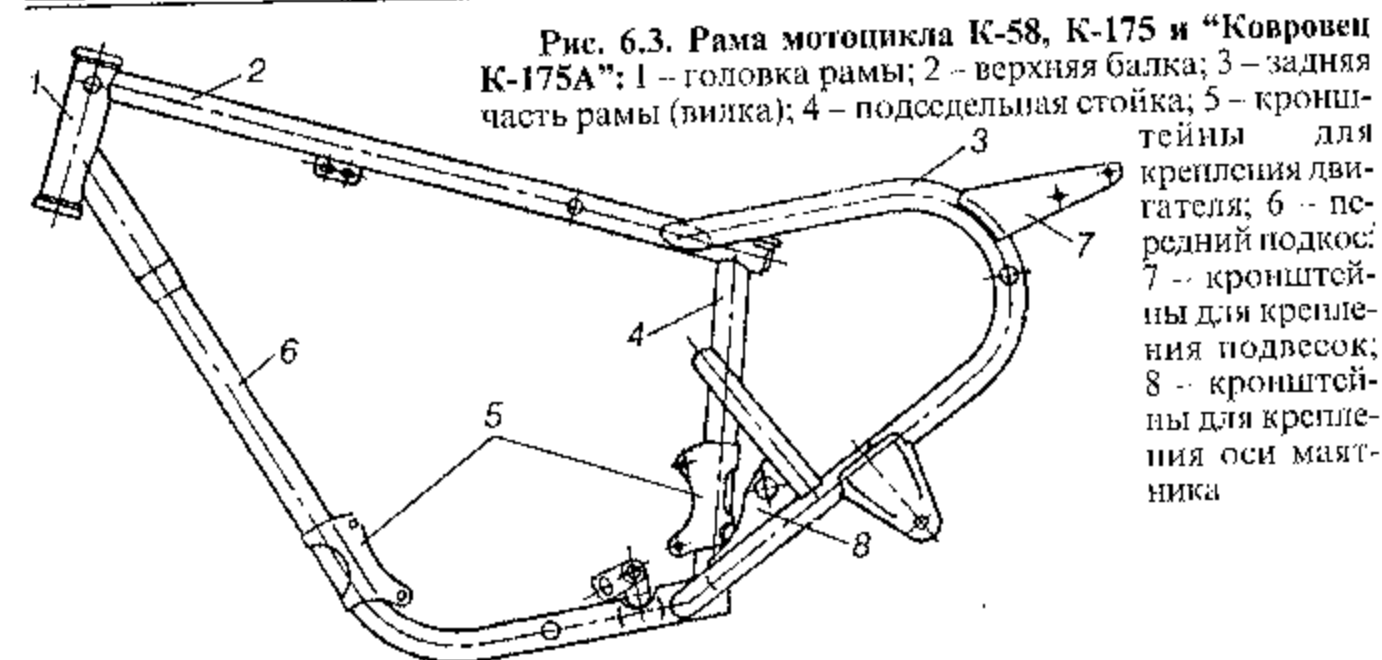 Рис. 6.3. Рама мотоцикла К-58, К-175 и “Ковровец
К-175А”: 1 – головка рамы; 2 – верхняя балка; 3 – задняя
часть рамы (вилка); 4 – подседельная стойка; 5 – кронш-
тейны для
крепления дви-
гателя; 6 – пе-
редний подкос;
7 – кронштей-
ны для крепле-
ния подвесок;
8 – кронштей-
ны для крепле-
ния оси маят-
ника
1
2
3
7
4
6
5
8